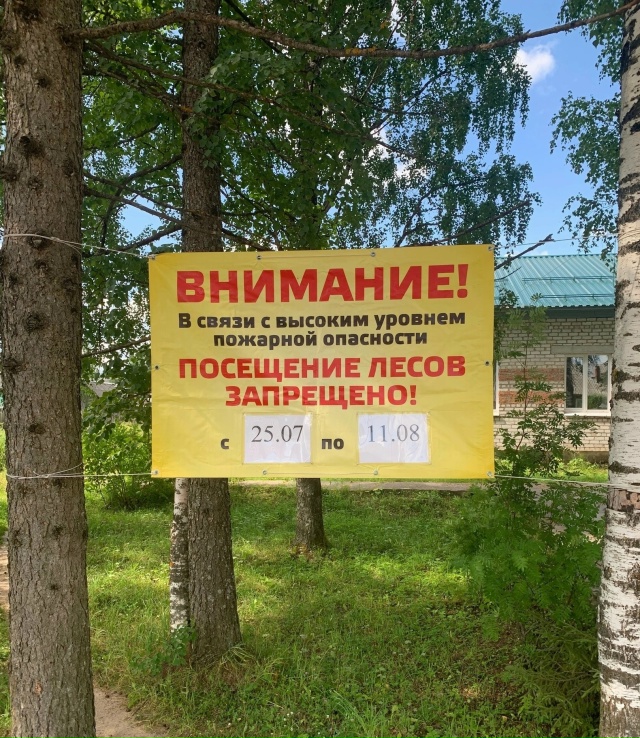 ВНИМАНИЕ!
В связи с высоким уровнем
пожарной опасности
ПОСЕЩЕНИЕ ЛЕСОВ
ЗАПРЕЩЕНО!
с 25.07 по 11.08